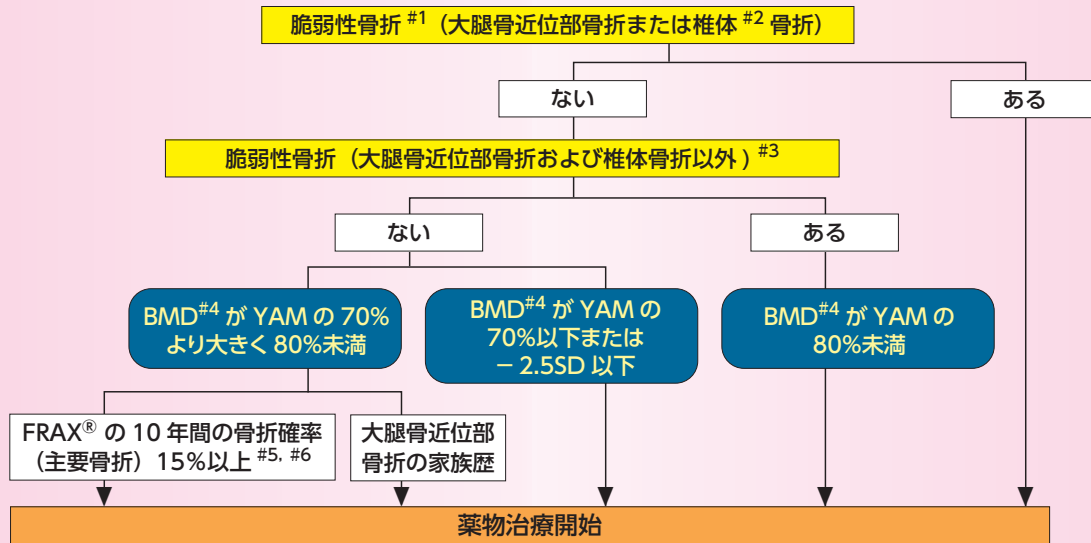 脆弱性骨折 #1（大腿骨近位部骨折または椎体 #2 骨折）
ない
ある
脆弱性骨折（大腿骨近位部骨折および椎体骨折以外）#3
ない
ある
BMD#4 が YAM の 70%
より大きく 80%未満
BMD#4 が YAM の
70%以下または
− 2.5SD 以下
BMD#4 が YAM の
80%未満
FRAX® の 10 年間の骨折確率
（主要骨折）15%以上 #5, #6
大腿骨近位部
骨折の家族歴
薬物治療開始